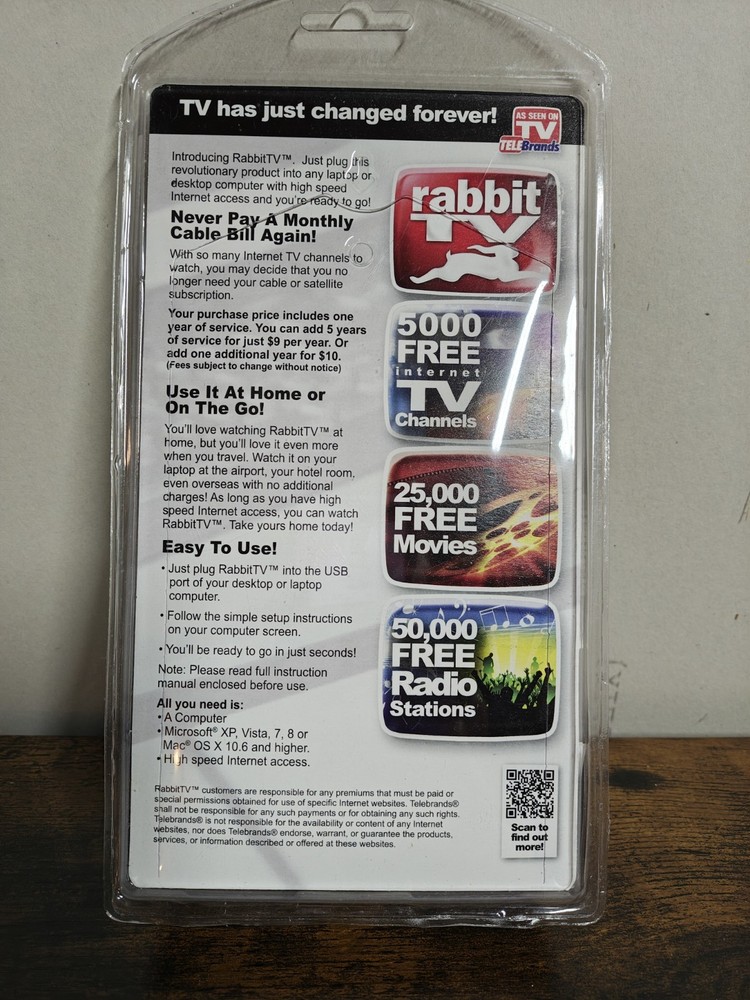 TV has just changed forever!
AS SEEN ON
TV
TELEBrands
Introducing RabbitTV™. Just plug this
revolutionary product into any laptop or
desktop computer with high speed
Internet access and you're ready to go!
Never Pay A Monthly
Cable Bill Again!
With so many Internet TV channels to
watch, you may decide that you no
longer need your cable or satellite
subscription.
Your purchase price includes one
year of service. You can add 5 years
of service for just $9 per year. Or
add one additional year for $10.
(Fees subject to change without notice)
Use It At Home or
On The Go!
You'll love watching RabbitTV™ at
home, but you'll love it even more
when you travel. Watch it on your
laptop at the airport, your hotel room,
even overseas with no additional
charges! As long as you have high
speed Internet access, you can watch
RabbitTV™. Take yours home today!
Easy To Use!
• Just plug RabbitTV™ into the USB
port of your desktop or laptop
computer.
• Follow the simple setup instructions
on your computer screen.
• You'll be ready to go in just seconds!
Note: Please read full instruction
manual enclosed before use.
All you need is:
• A Computer
• Microsoft® XP, Vista, 7, 8 or
Mac® OS X 10.6 and higher.
• High speed Internet access.
rabbit
TV
5000
FREE
internet
TV
Channels
25,000
FREE
Movies
50,000
FREE
Radio
Stations
RabbitTV™ customers are responsible for any premiums that must be paid or
special permissions obtained for use of specific Internet websites. Telebrands®
shall not be responsible for any such payments or for obtaining any such rights.
Telebrands® is not responsible for the availability or content of any Internet
websites, nor does Telebrands® endorse, warrant, or guarantee the products,
services, or information described or offered at these websites.
Scan to
find out
more!